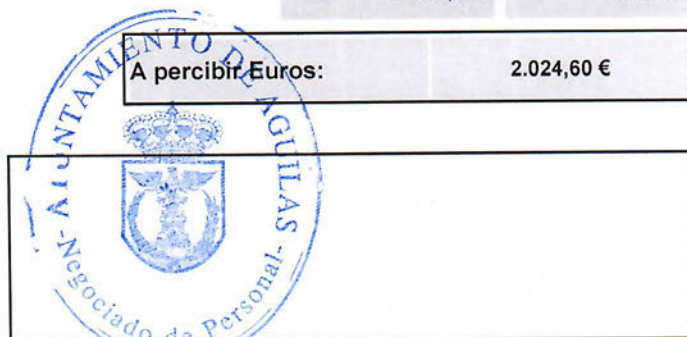 A percibir Euros: 2.024,60 €
AYUNTAMIENTO DE AGUILAS
-Negociado de Personal-